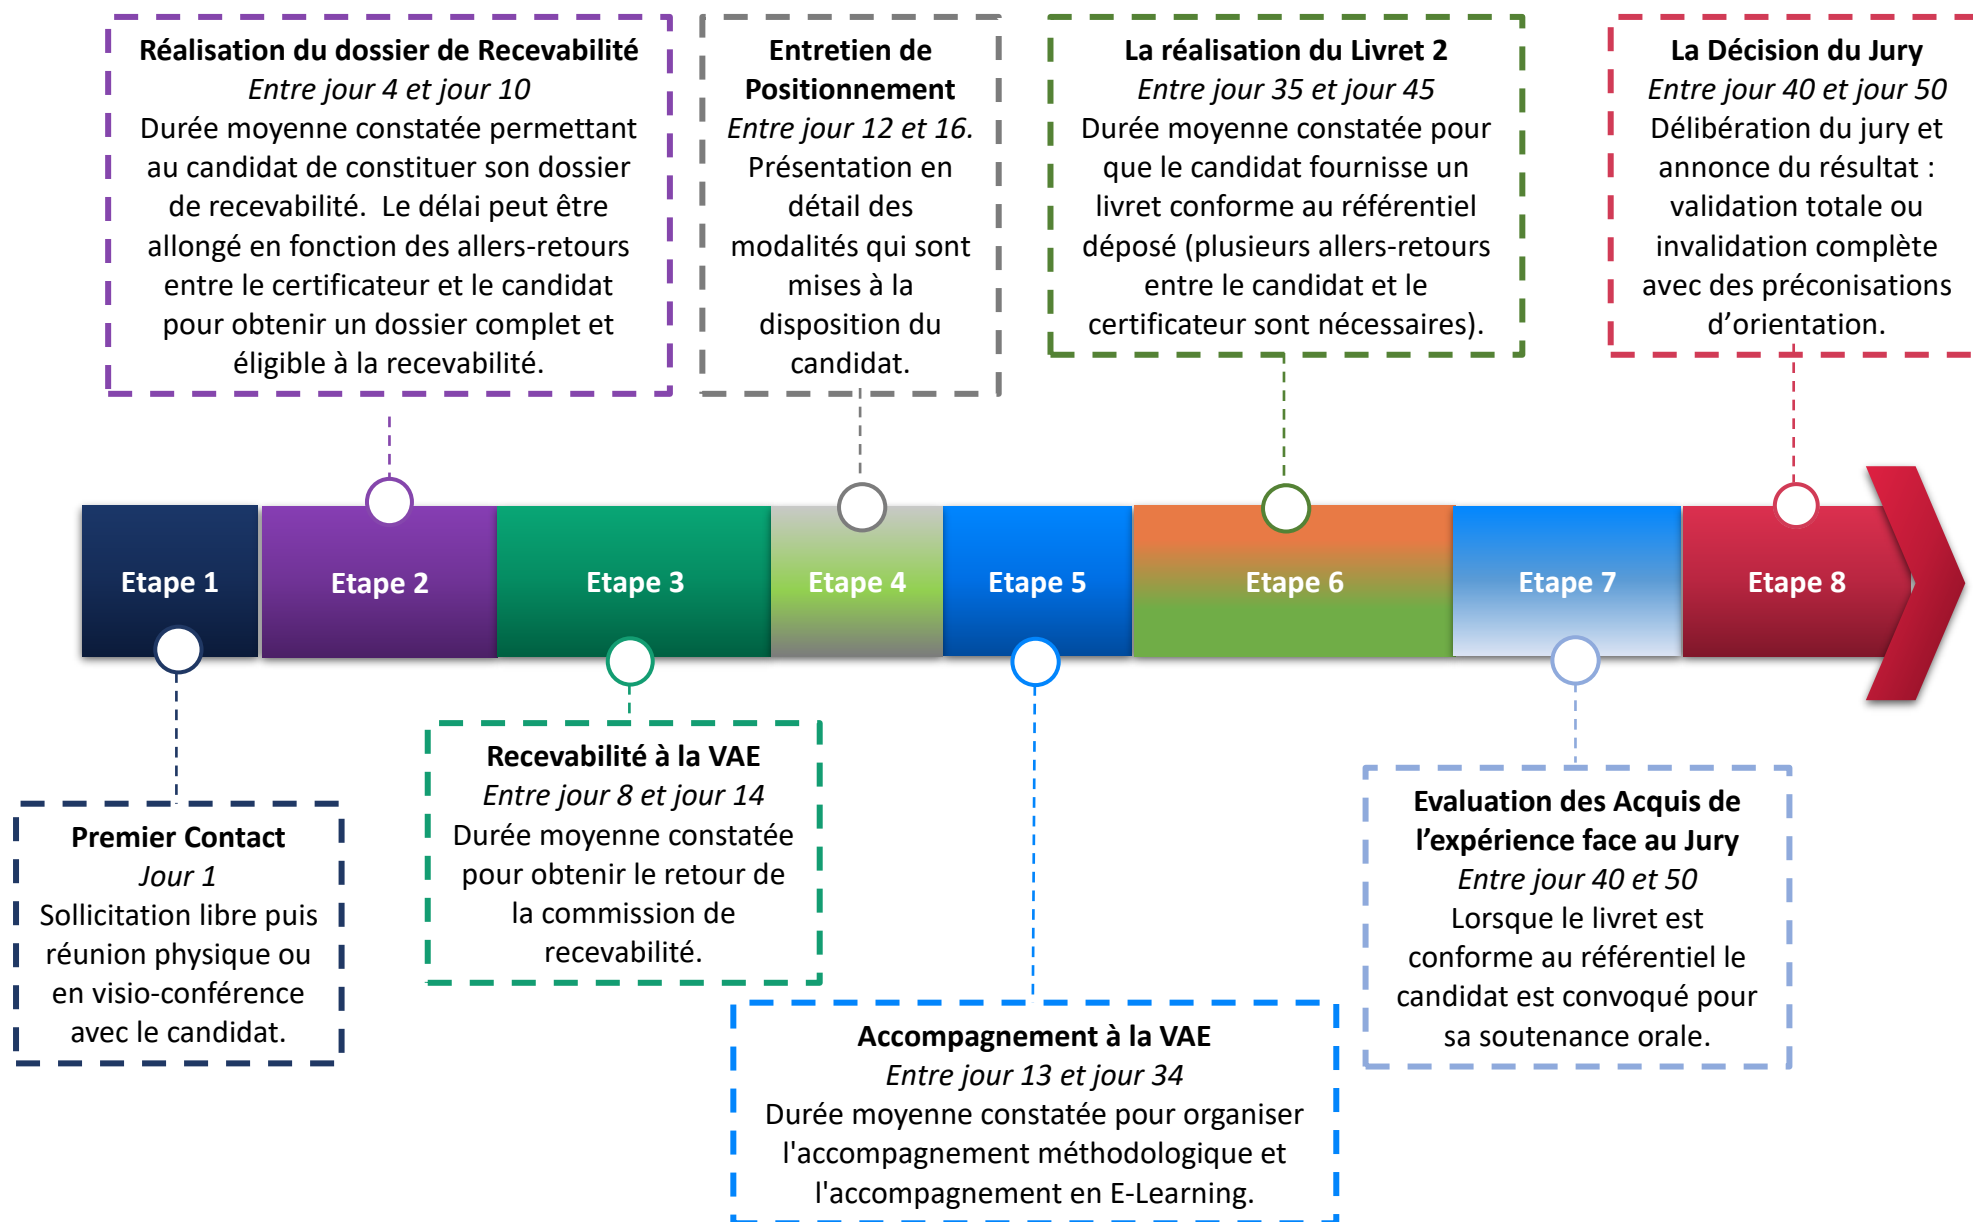 Réalisation du dossier de Recevabilité
Entre jour 4 et jour 10
Durée moyenne constatée permettant
au candidat de constituer son dossier
de recevabilité.  Le délai peut être
allongé en fonction des allers-retours
entre le certificateur et le candidat
pour obtenir un dossier complet et
éligible à la recevabilité.
Entretien de
Positionnement
Entre jour 12 et 16.
Présentation en
détail des
modalités qui sont
mises à la
disposition du
candidat.
La réalisation du Livret 2
Entre jour 35 et jour 45
Durée moyenne constatée pour
que le candidat fournisse un
livret conforme au référentiel
déposé (plusieurs allers-retours
entre le candidat et le
certificateur sont nécessaires).
La Décision du Jury
Entre jour 40 et jour 50
Délibération du jury et
annonce du résultat :
validation totale ou
invalidation complète
avec des préconisations
d’orientation.
Etape 1
Etape 2
Etape 3
Etape 4
Etape 5
Etape 6
Etape 7
Etape 8
Premier Contact
Jour 1
Sollicitation libre puis
réunion physique ou
en visio-conférence
avec le candidat.
Recevabilité à la VAE
Entre jour 8 et jour 14
Durée moyenne constatée
pour obtenir le retour de
la commission de
recevabilité.
Accompagnement à la VAE
Entre jour 13 et jour 34
Durée moyenne constatée pour organiser
l'accompagnement méthodologique et
l'accompagnement en E-Learning.
Evaluation des Acquis de
l’expérience face au Jury
Entre jour 40 et 50
Lorsque le livret est
conforme au référentiel le
candidat est convoqué pour
sa soutenance orale.